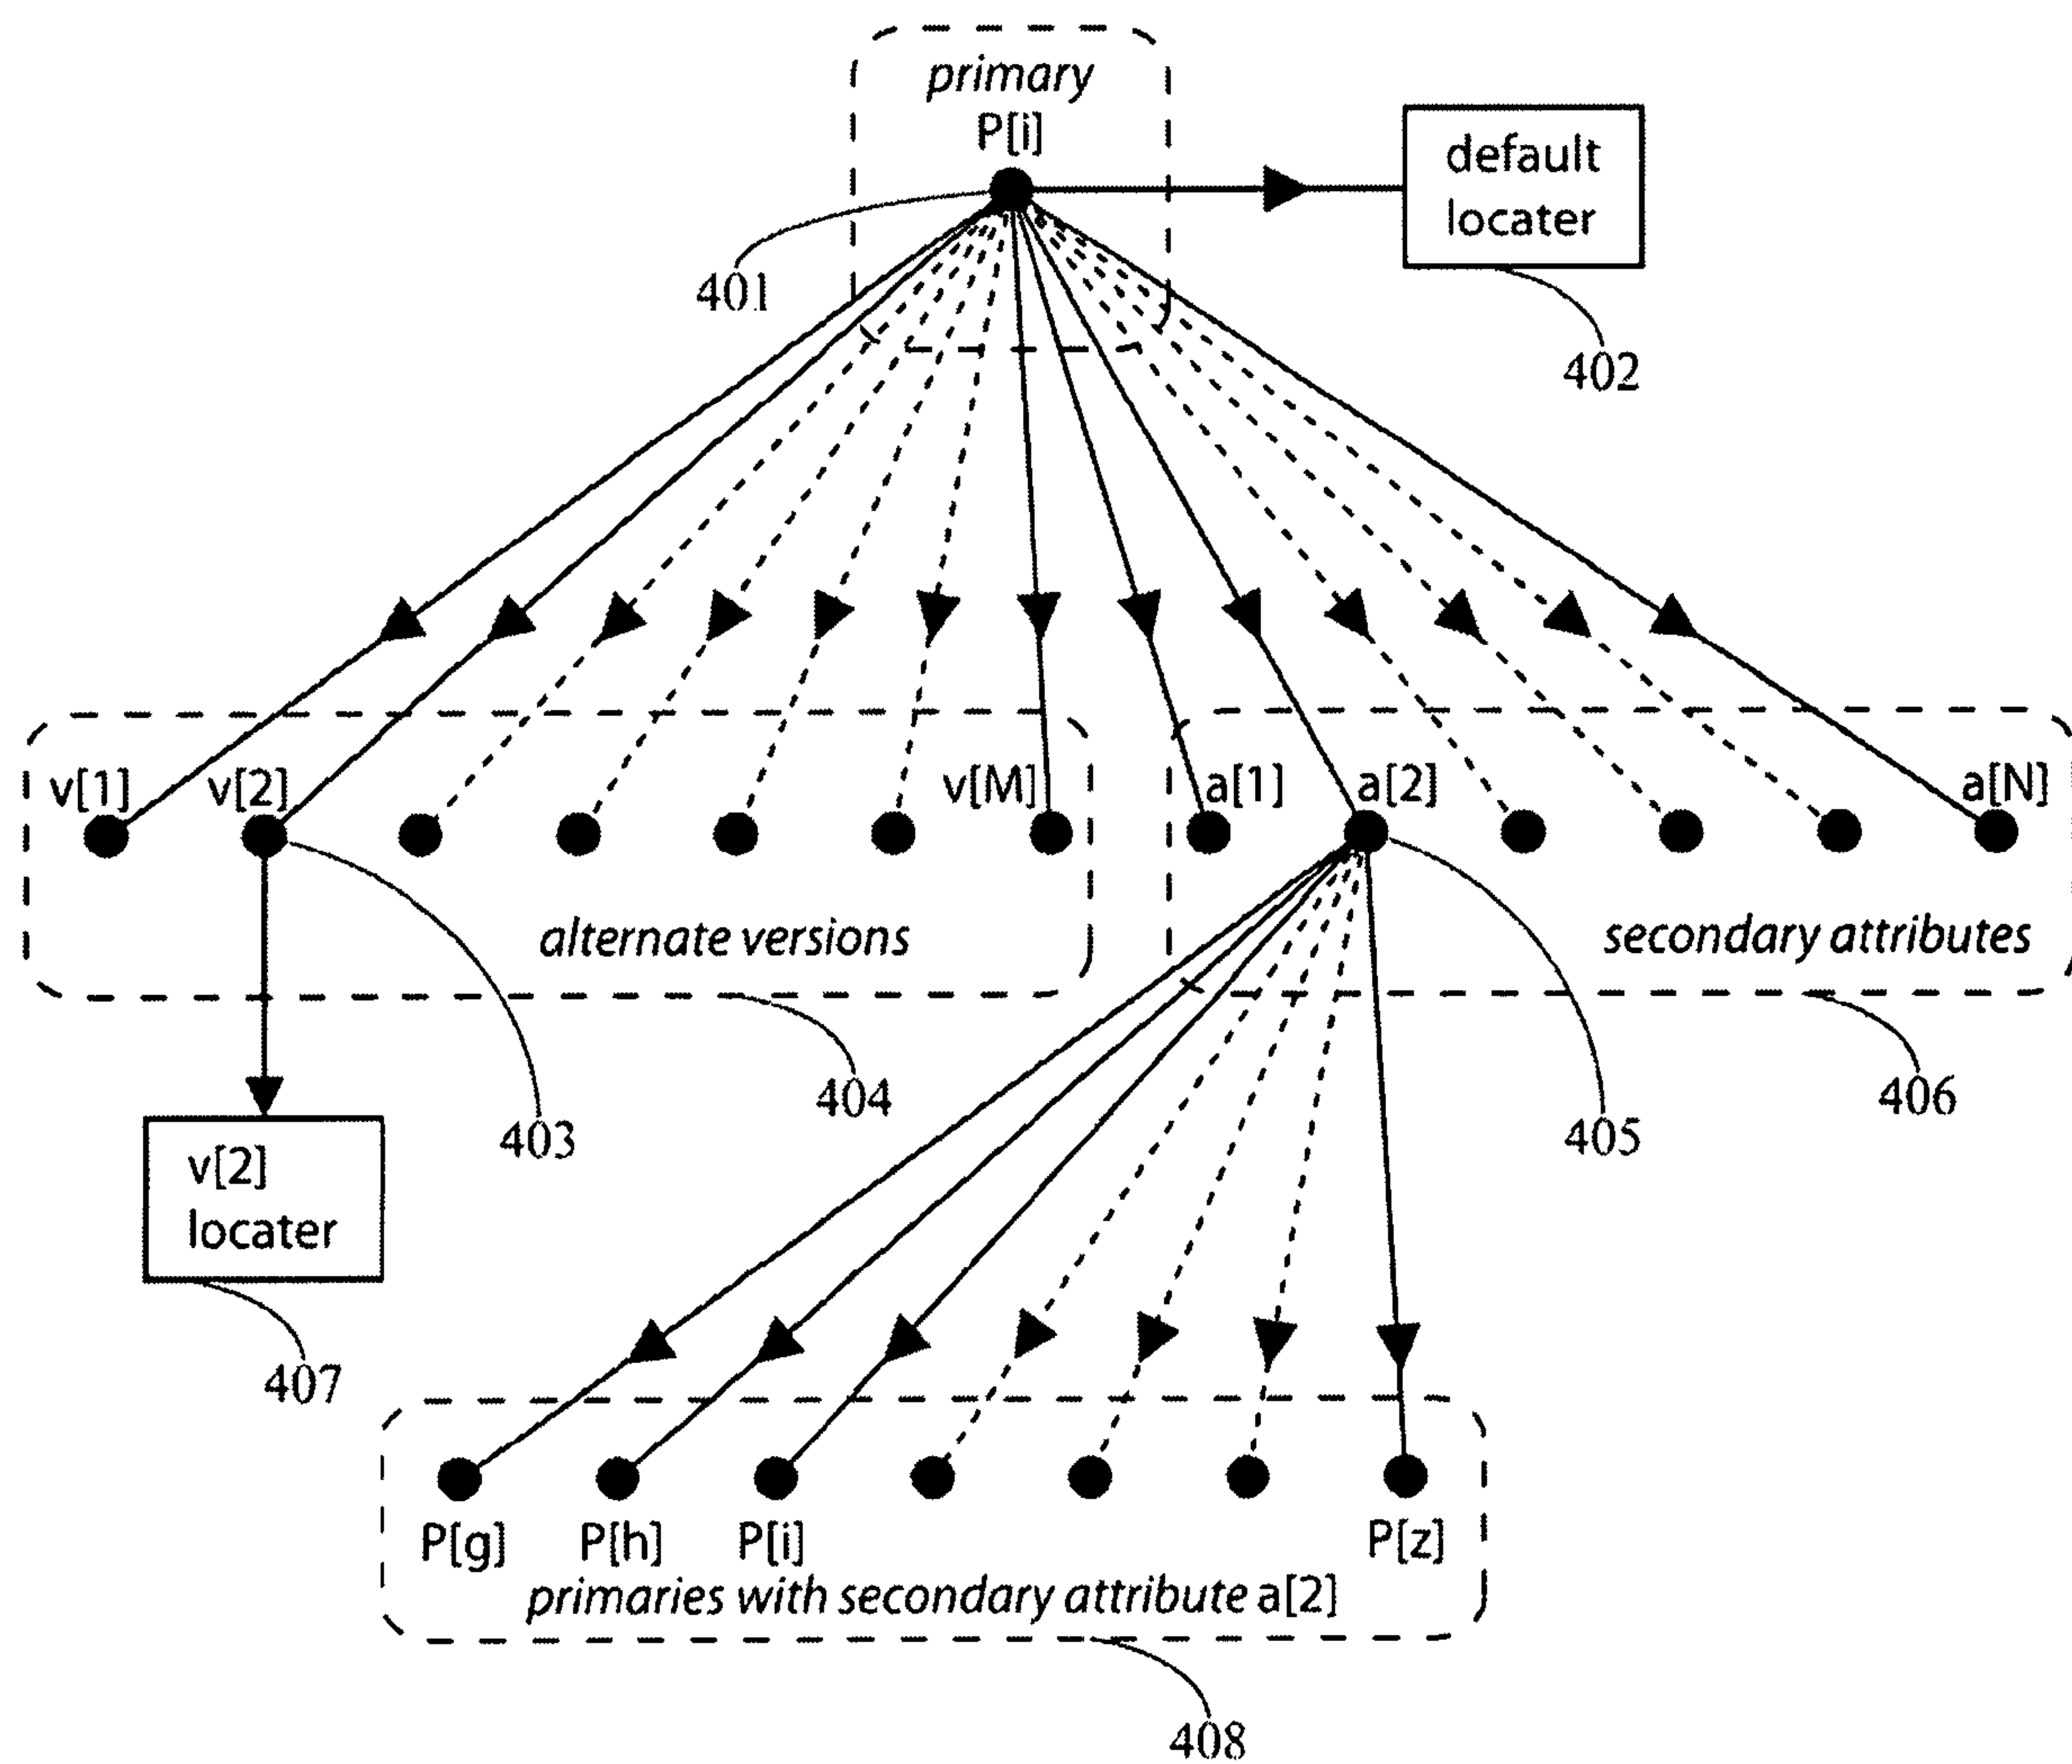 primary
P[i]
default
locater
401
402
v[1]
v[2]
v[M]
a[1]
a[2]
a[N]
alternate versions
secondary attributes
404
406
403
405
v[2]
locater
407
P[g]
P[h]
P[i]
P[z]
primaries with secondary attribute a[2]
408